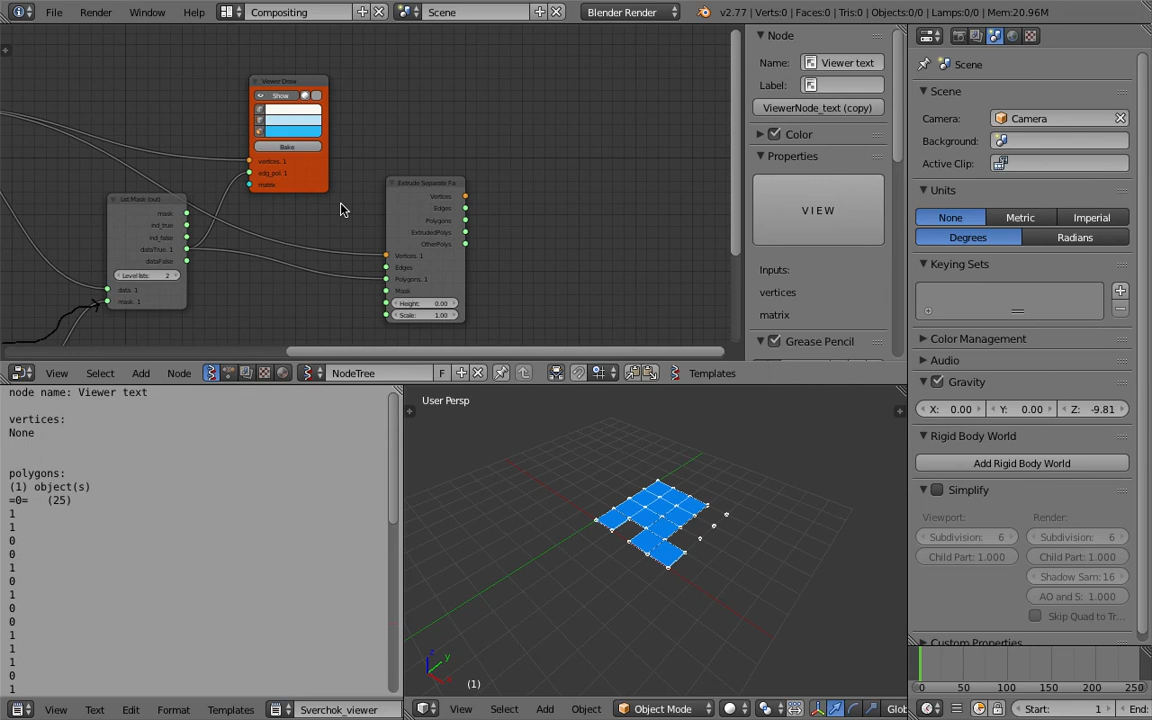 File Render Window Help Compositing Scene Blender Render v2.77 | Verts:0 | Faces:0 | Tris:0 | Objects:0/0 | Lamps:0/0 | Mem:20.96M
Viewer Draw
Show
Bake
vertices. 1
edg_pol. 1
matrix
List Mask (out)
mask
ind_true
ind_false
dataTrue. 1
dataFalse
Level lists: 2
data. 1
mask. 1
Extrude Separate Fa
Vertices
Edges
Polygons
ExtrudedPolys
OtherPolys
Vertices. 1
Edges
Polygons. 1
Mask
Height: 0.00
Scale: 1.00
Node
Name: Viewer text
Label:
ViewerNode_text (copy)
Color
Properties
VIEW
Inputs:
vertices
matrix
Grease Pencil
View Select Add Node NodeTree F Templates
node name: Viewer text
vertices:
None
polygons:
(1) object(s)
=0= (25)
1
1
0
0
1
0
1
0
0
1
1
1
0
1
View Text Edit Format Templates Sverchok_viewer
User Persp
z
y
(1)
View Select Add Object Object Mode Glob
Scene
Scene
Camera: Camera
Background:
Active Clip:
Units
None Metric Imperial
Degrees Radians
Keying Sets
Color Management
Audio
Gravity
X: 0.00 Y: 0.00 Z: -9.81
Rigid Body World
Add Rigid Body World
Simplify
Viewport: Render:
Subdivision: 6 Subdivision: 6
Child Part: 1.000 Child Part: 1.000
Shadow Sam: 16
AO and S: 1.000
Skip Quad to Tr...
Custom Properties
0 50 100 150 200 250
Start: 1 End: